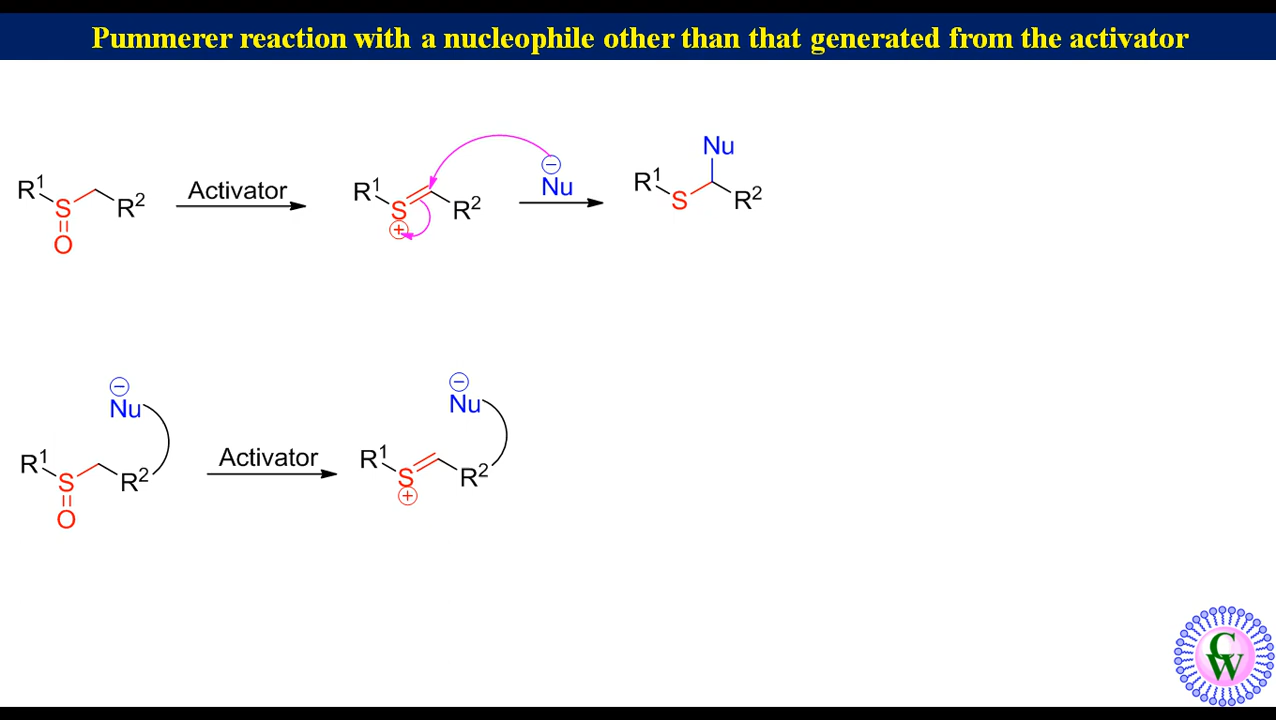 Pummerer reaction with a nucleophile other than that generated from the activator
R¹ S O R² Activator R¹ S + R² − Nu R¹ S Nu R²
− Nu R¹ S O R² Activator − Nu R¹ S + R²
CW